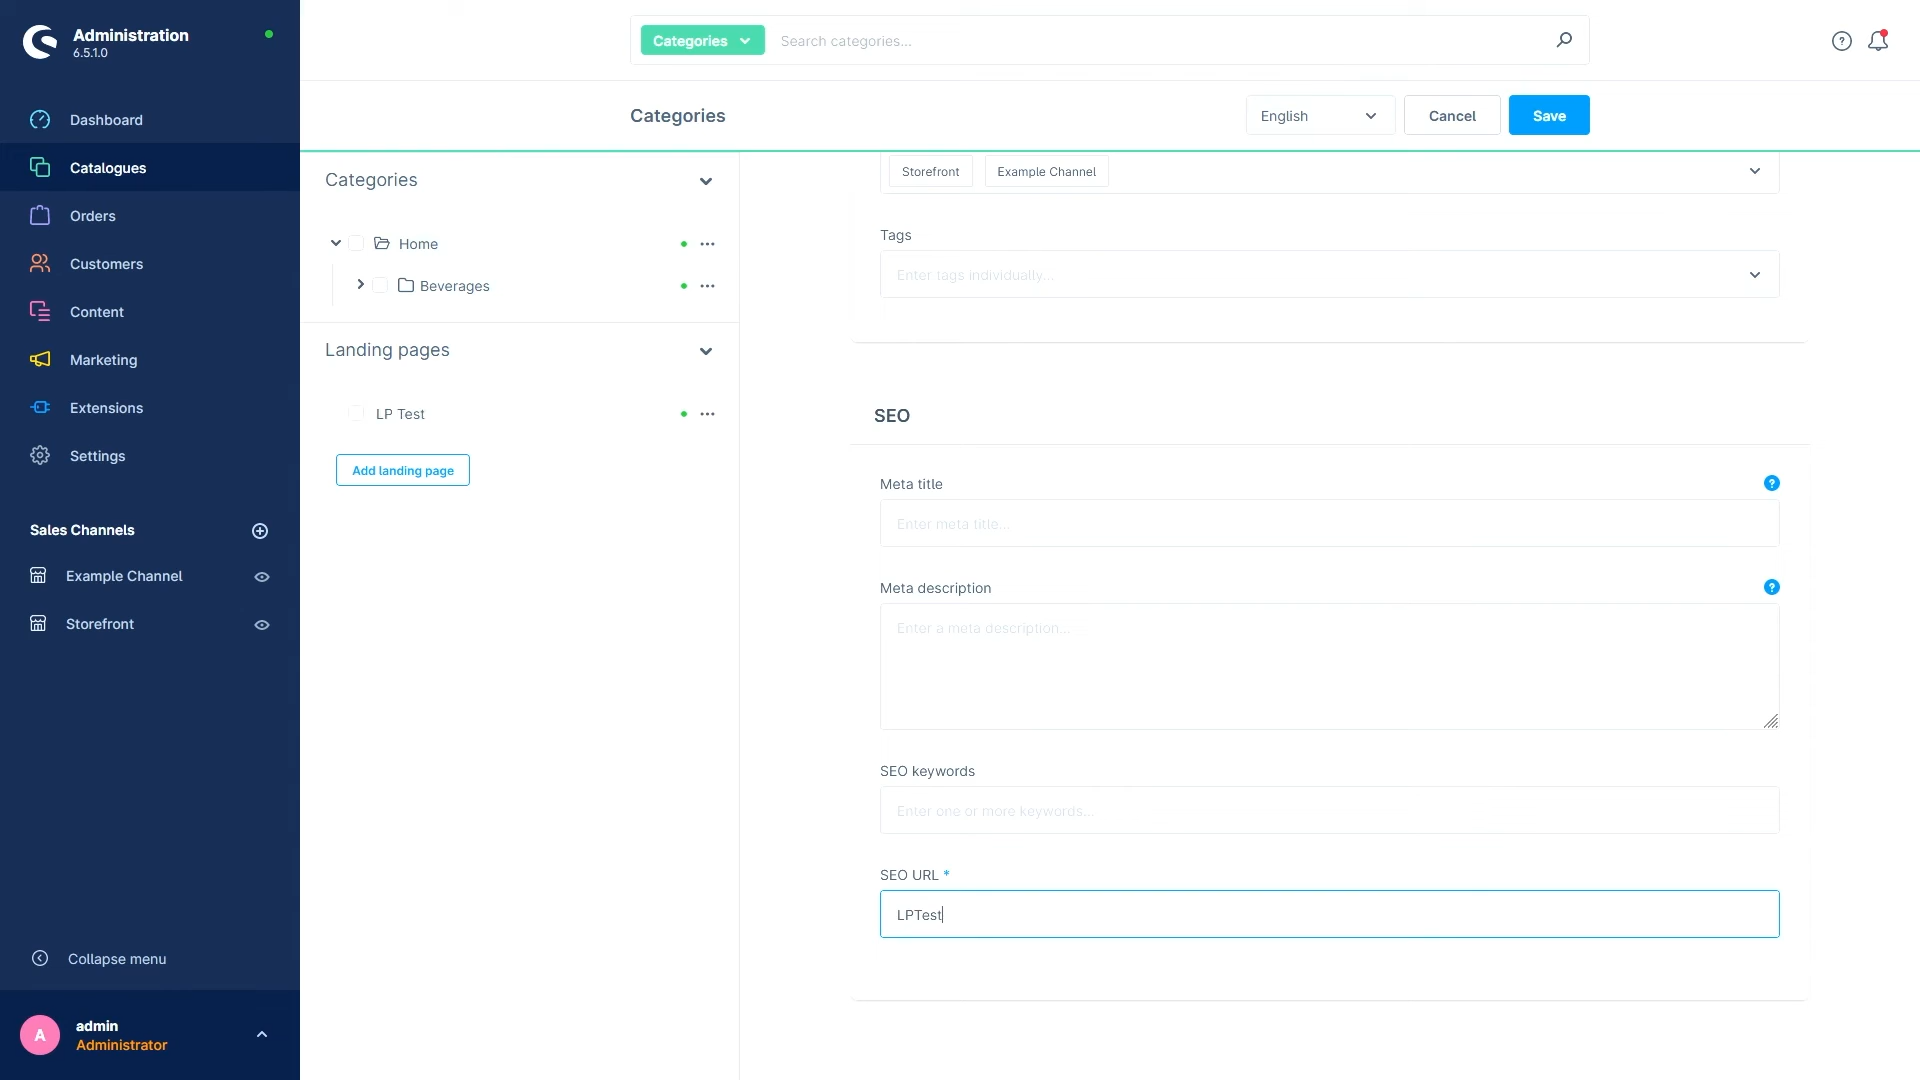 Administration
6.5.1.0
Dashboard
Catalogues
Orders
Customers
Content
Marketing
Extensions
Settings
Sales Channels
Example Channel
Storefront
Collapse menu
A
admin
Administrator
Categories
Search categories...
?
Categories
English
Cancel
Save
Categories
Home
Beverages
Landing pages
LP Test
Add landing page
Storefront
Example Channel
Tags
Enter tags individually...
SEO
Meta title
?
Enter meta title...
Meta description
?
Enter a meta description...
SEO keywords
Enter one or more keywords...
SEO URL *
LPTest